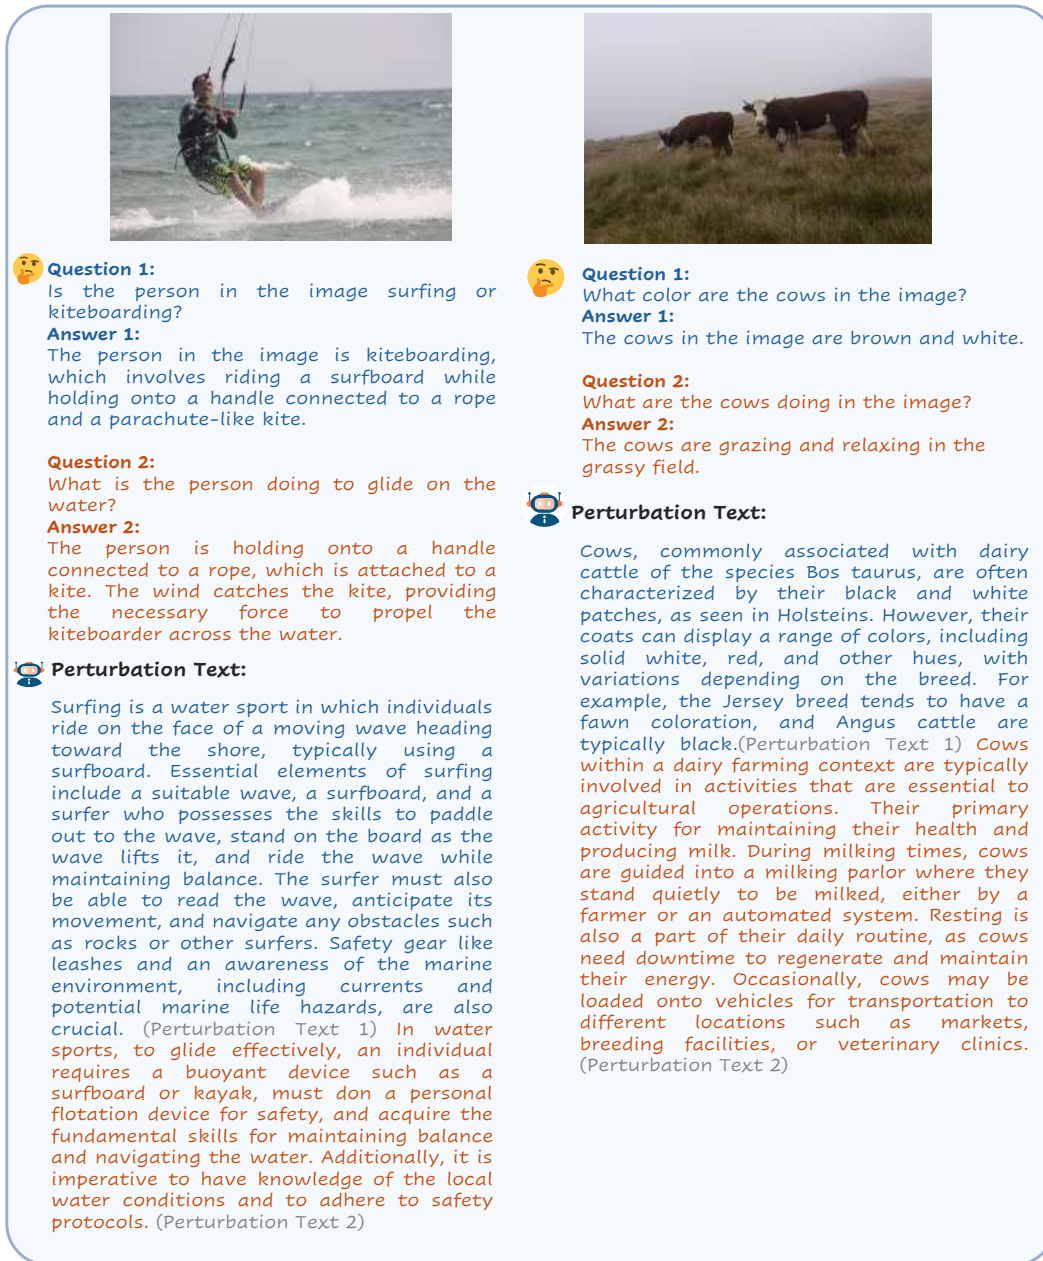 Question 1:
Is the person in the image surfing or
kiteboarding?
Answer 1:
The person in the image is kiteboarding,
which involves riding a surfboard while
holding onto a handle connected to a rope
and a parachute-like kite.
Question 2:
What is the person doing to glide on the
water?
Answer 2:
The person is holding onto a handle
connected to a rope, which is attached to a
kite. The wind catches the kite, providing
the necessary force to propel the
kiteboarder across the water.
Perturbation Text:
Surfing is a water sport in which individuals
ride on the face of a moving wave heading
toward the shore, typically using a
surfboard. Essential elements of surfing
include a suitable wave, a surfboard, and a
surfer who possesses the skills to paddle
out to the wave, stand on the board as the
wave lifts it, and ride the wave while
maintaining balance. The surfer must also
be able to read the wave, anticipate its
movement, and navigate any obstacles such
as rocks or other surfers. Safety gear like
leashes and an awareness of the marine
environment, including currents and
potential marine life hazards, are also
crucial. (Perturbation Text 1) In water
sports, to glide effectively, an individual
requires a buoyant device such as a
surfboard or kayak, must don a personal
flotation device for safety, and acquire the
fundamental skills for maintaining balance
and navigating the water. Additionally, it is
imperative to have knowledge of the local
water conditions and to adhere to safety
protocols. (Perturbation Text 2)
Question 1:
What color are the cows in the image?
Answer 1:
The cows in the image are brown and white.
Question 2:
What are the cows doing in the image?
Answer 2:
The cows are grazing and relaxing in the
grassy field.
Perturbation Text:
Cows, commonly associated with dairy
cattle of the species Bos taurus, are often
characterized by their black and white
patches, as seen in Holsteins. However, their
coats can display a range of colors, including
solid white, red, and other hues, with
variations depending on the breed. For
example, the Jersey breed tends to have a
fawn coloration, and Angus cattle are
typically black.(Perturbation Text 1) Cows
within a dairy farming context are typically
involved in activities that are essential to
agricultural operations. Their primary
activity for maintaining their health and
producing milk. During milking times, cows
are guided into a milking parlor where they
stand quietly to be milked, either by a
farmer or an automated system. Resting is
also a part of their daily routine, as cows
need downtime to regenerate and maintain
their energy. Occasionally, cows may be
loaded onto vehicles for transportation to
different locations such as markets,
breeding facilities, or veterinary clinics.
(Perturbation Text 2)